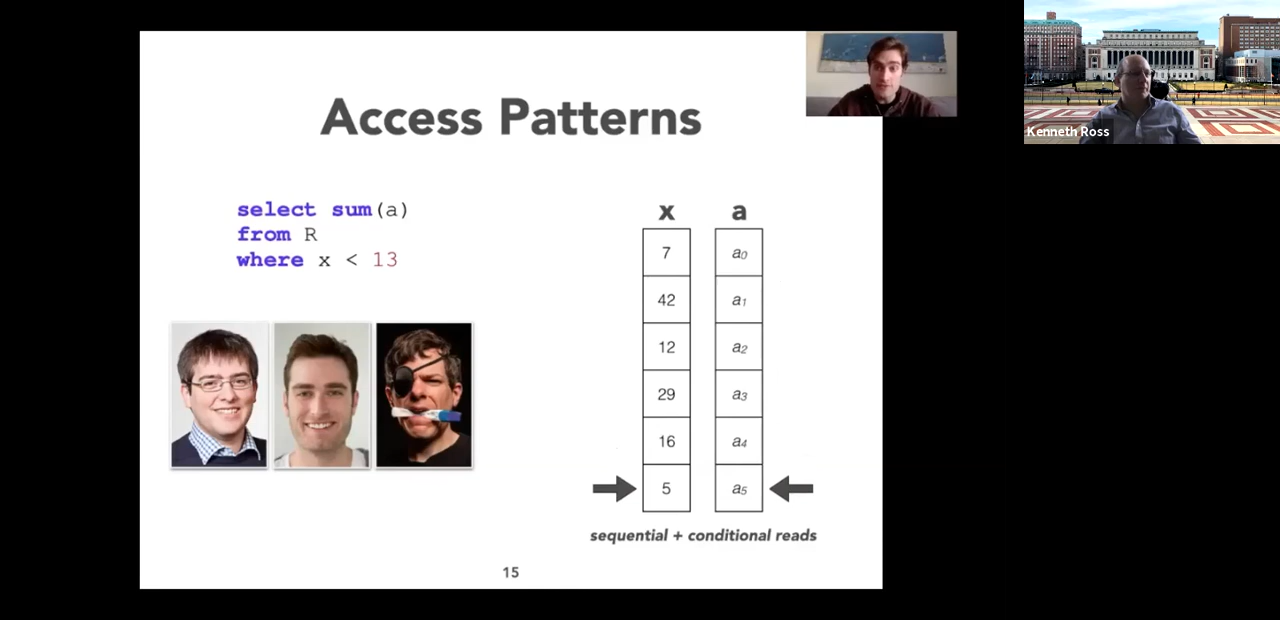 Kenneth Ross
Access Patterns
select sum(a)
from R
where x < 13
x a
7 a0
42 a1
12 a2
29 a3
16 a4
5 a5
sequential + conditional reads
15